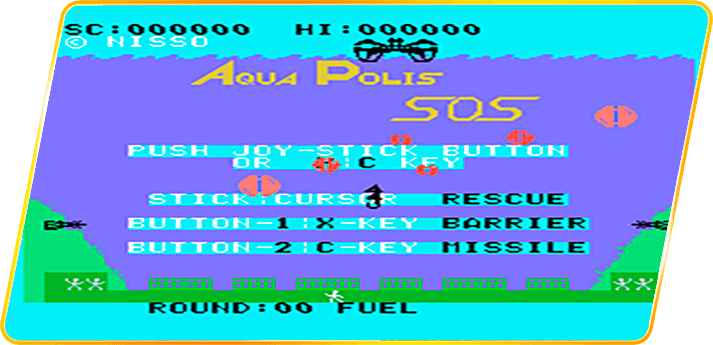 SC:000000 HI:000000
© NISSO
AQUA POLIS
SOS
PUSH JOY-STICK BUTTON
OR :C KEY
STICK:CURSOR RESCUE
BUTTON-1:X-KEY BARRIER
BUTTON-2:C-KEY MISSILE
ROUND:00 FUEL